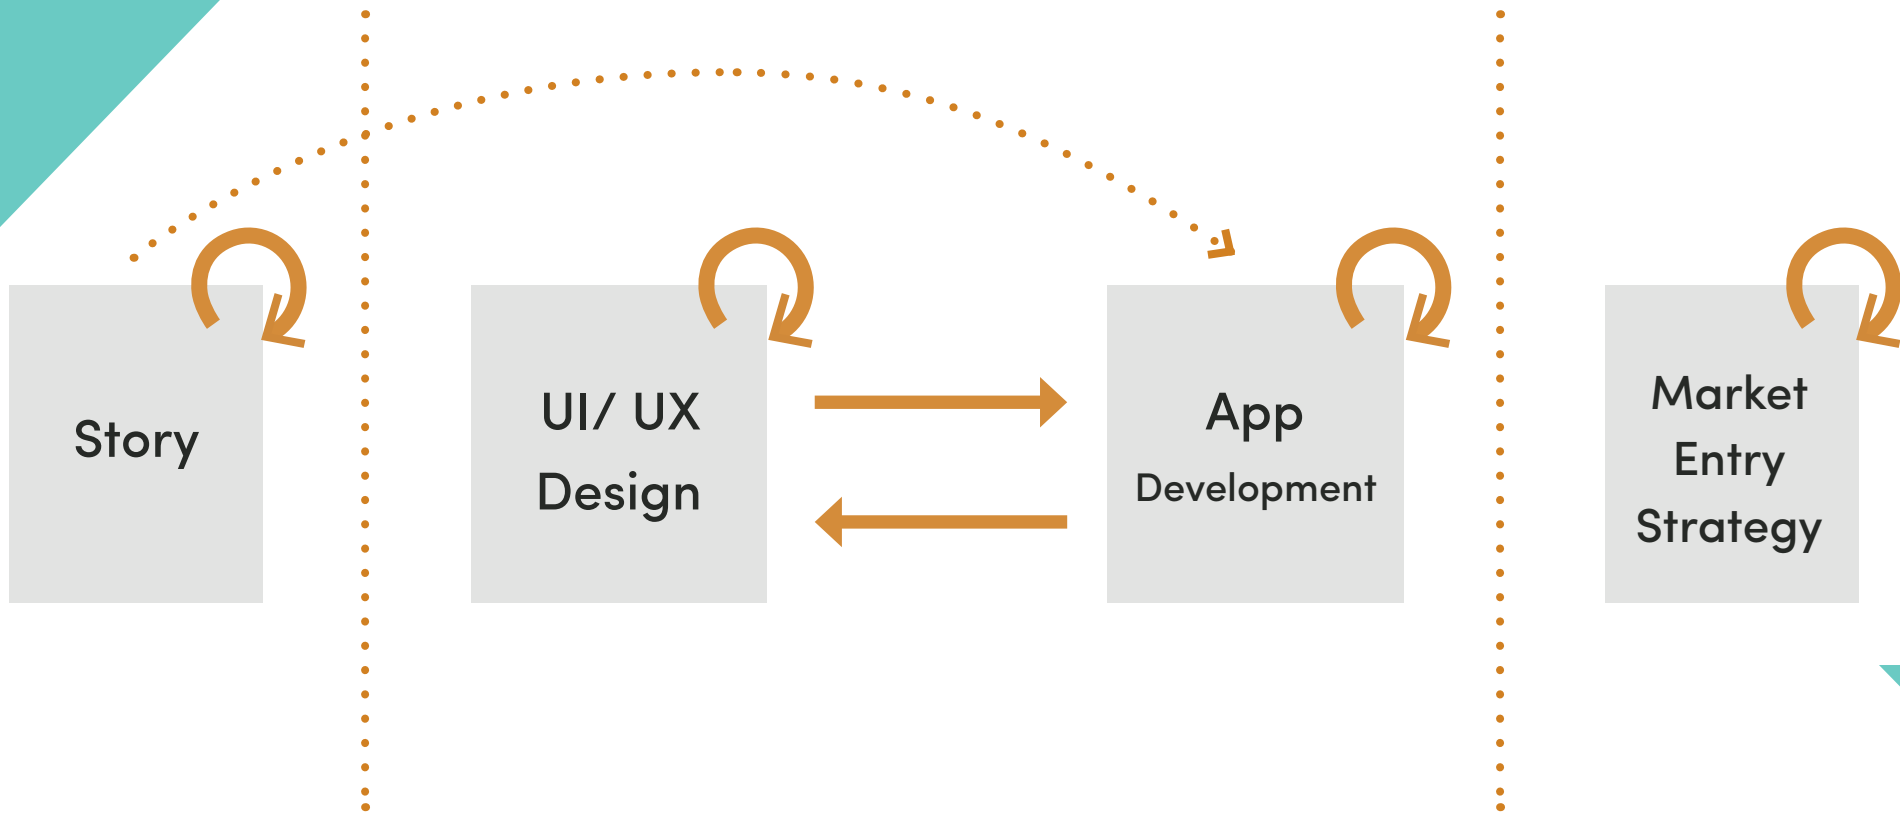 Story
UI/ UX
Design
App
Development
Market
Entry
Strategy